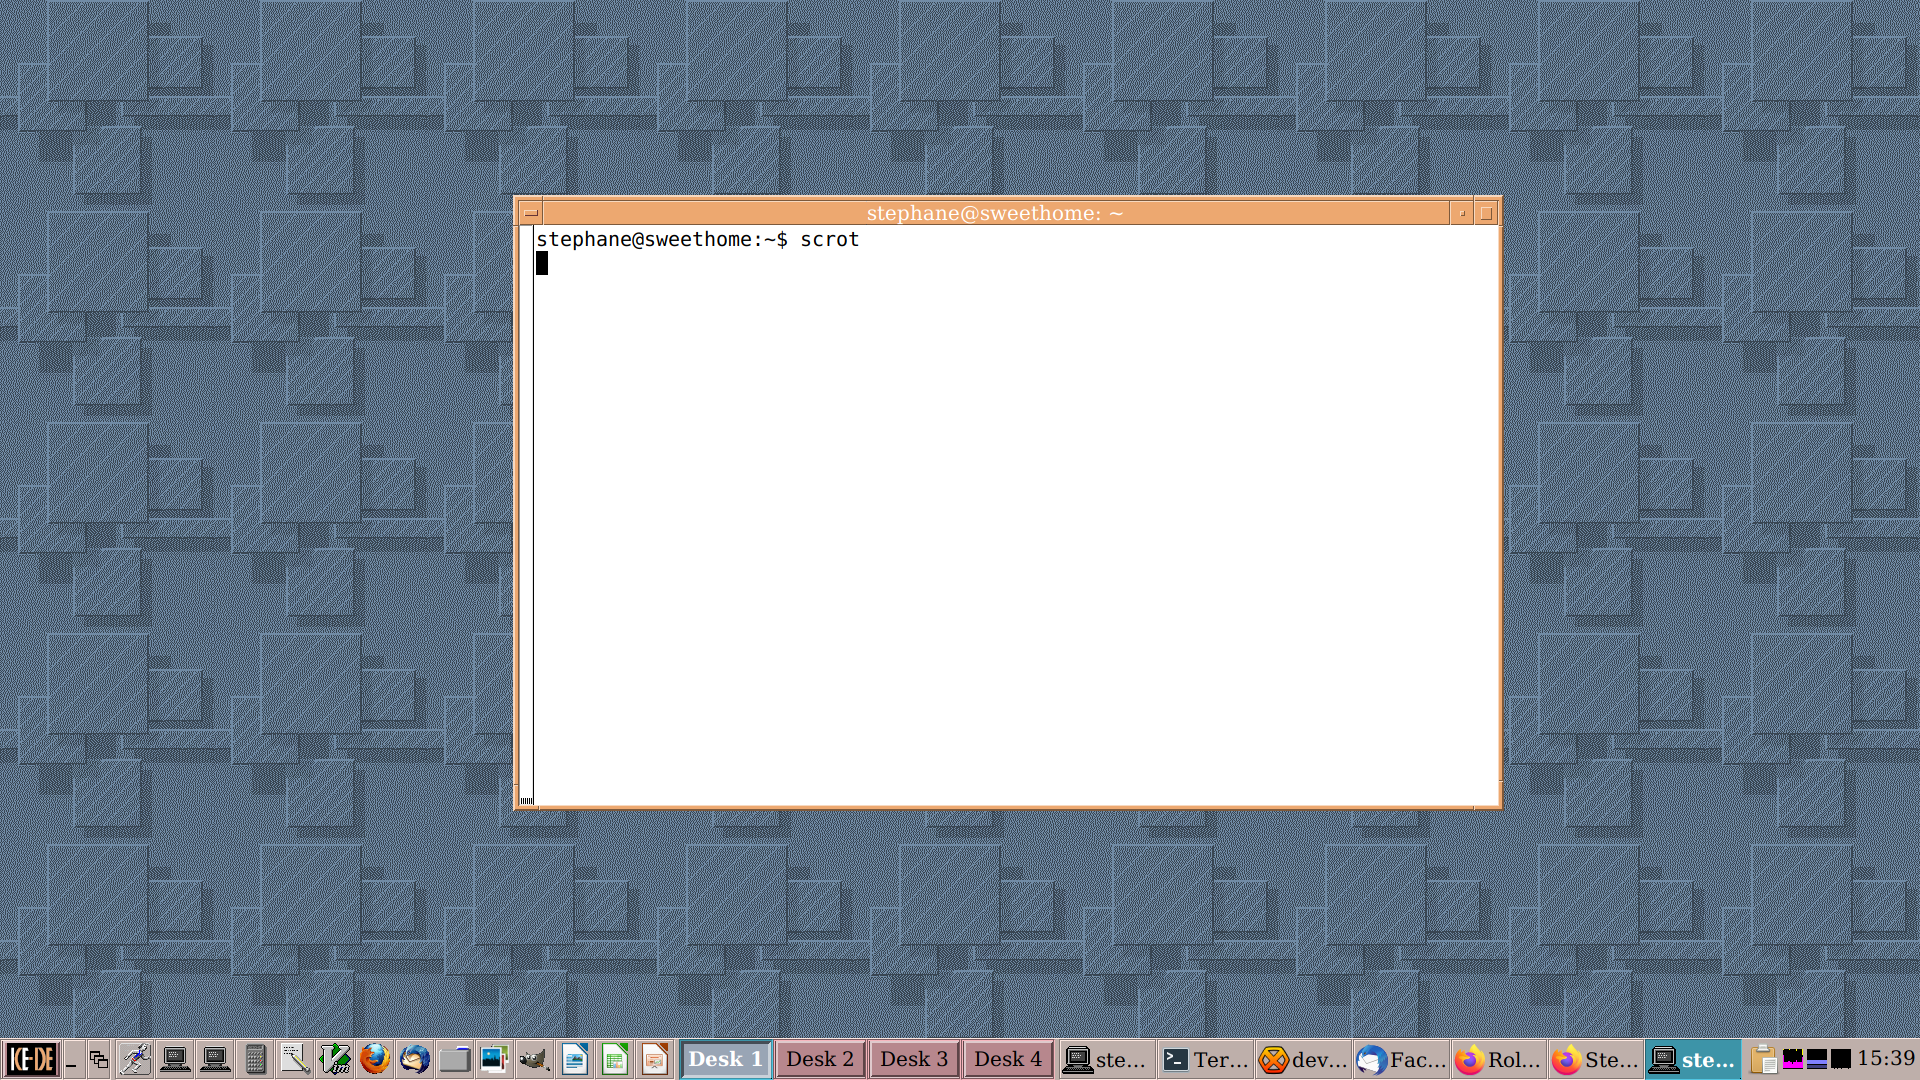 stephane@sweethome: ~
stephane@sweethome:~$ scrot
KE-DE
Desk 1
Desk 2
Desk 3
Desk 4
ste...
Ter...
dev...
Fac...
Rol...
Ste...
ste...
15:39